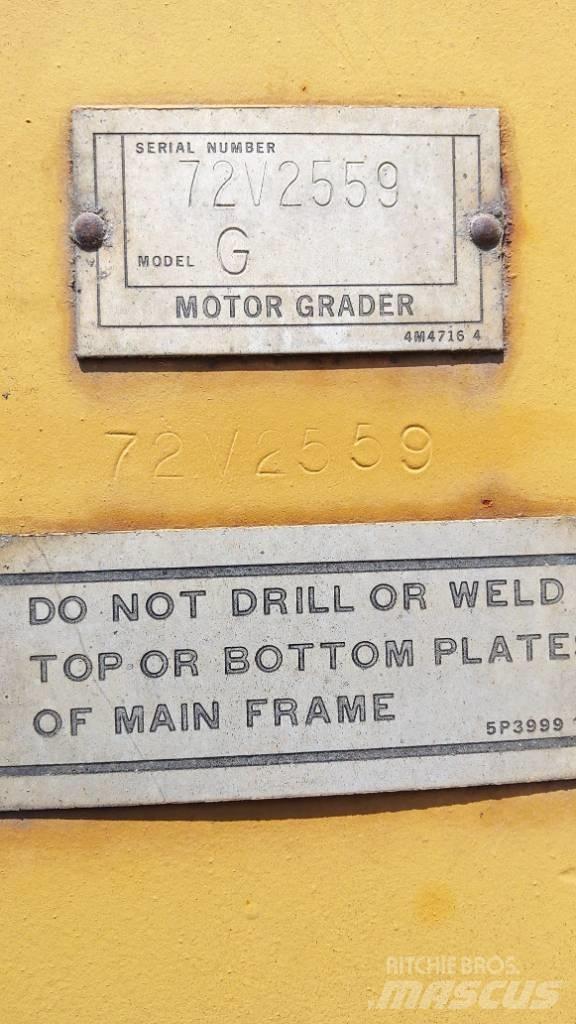 SERIAL NUMBER
72V2559
MODEL G
MOTOR GRADER
4M4716 4
72V2559
DO NOT DRILL OR WELD
TOP OR BOTTOM PLATES
OF MAIN FRAME
5P3999
RITCHIE BROS.
MASCUS